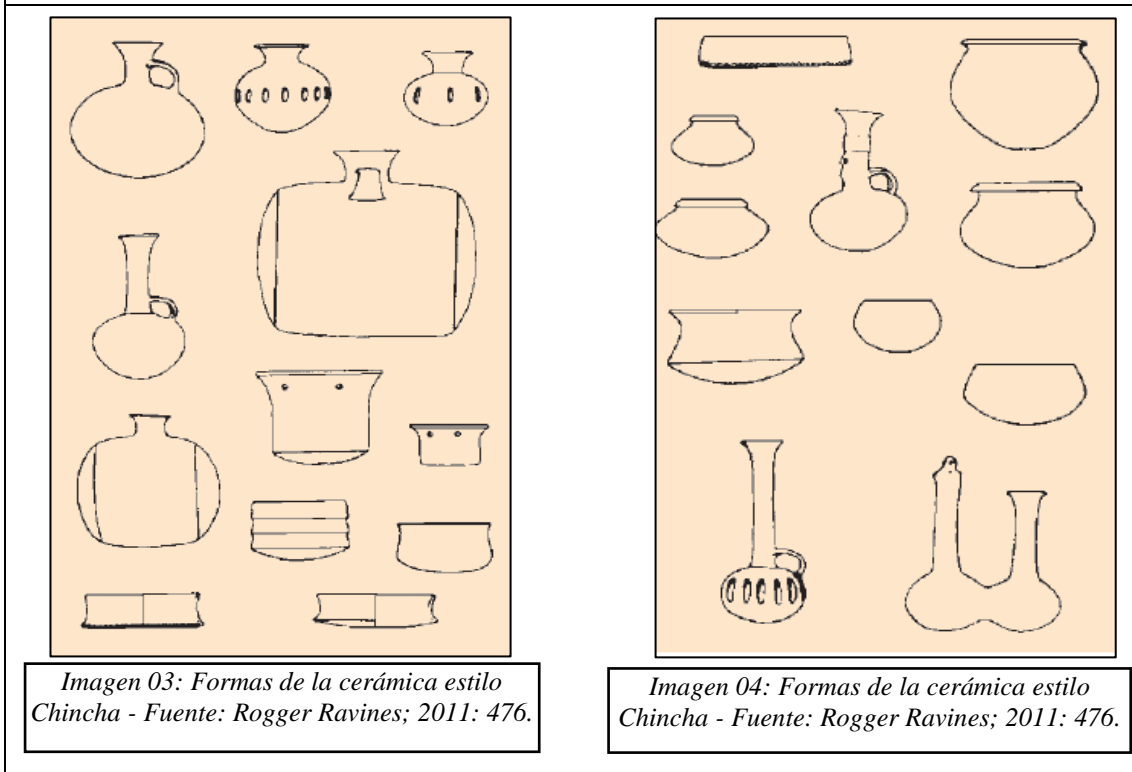 Imagen 03: Formas de la cerámica estilo
Chincha - Fuente: Rogger Ravines; 2011: 476.
Imagen 04: Formas de la cerámica estilo
Chincha - Fuente: Rogger Ravines; 2011: 476.